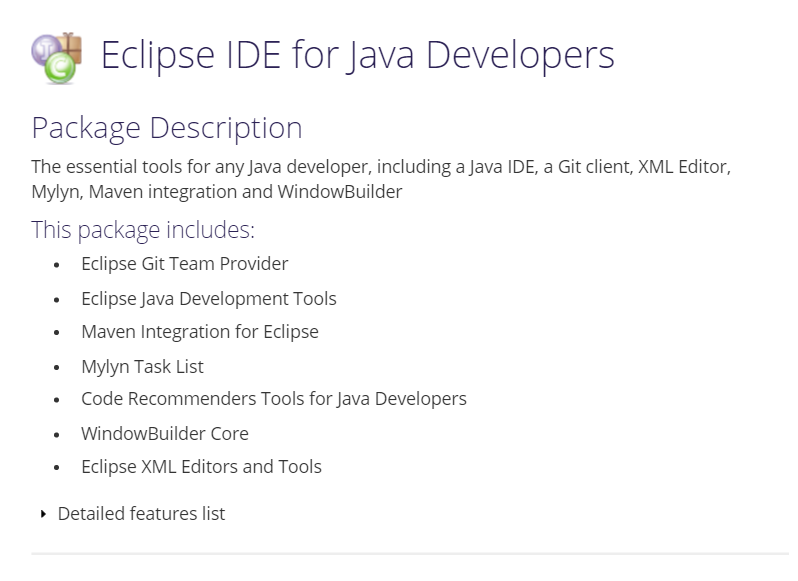 Eclipse IDE for Java Developers
Package Description
The essential tools for any Java developer, including a Java IDE, a Git client, XML Editor,
Mylyn, Maven integration and WindowBuilder
This package includes:
Eclipse Git Team Provider
Eclipse Java Development Tools
Maven Integration for Eclipse
Mylyn Task List
Code Recommenders Tools for Java Developers
WindowBuilder Core
Eclipse XML Editors and Tools
Detailed features list